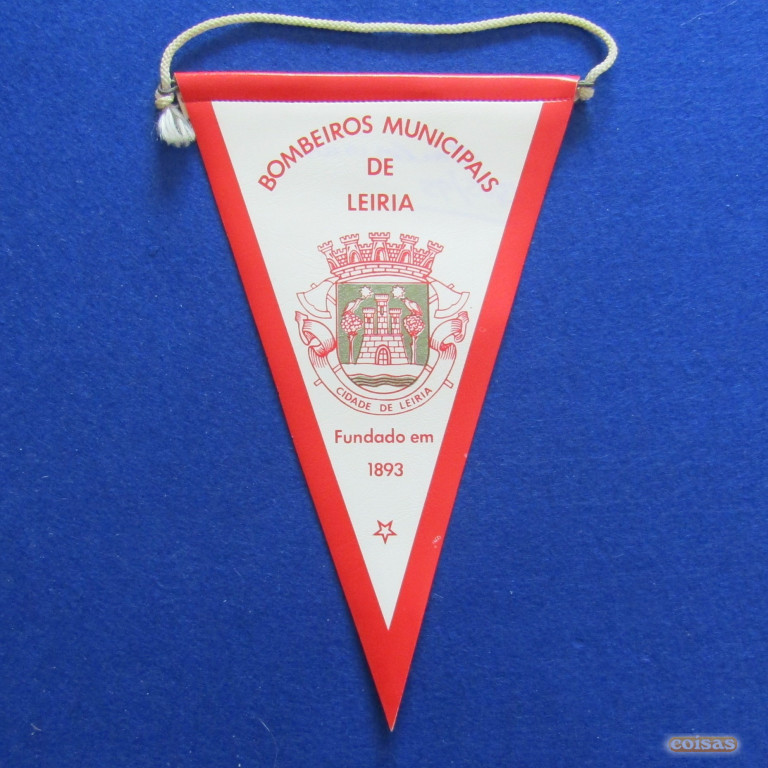 BOMBEIROS MUNICIPAIS
DE
LEIRIA
CIDADE DE LEIRIA
Fundado em
1893
coisas